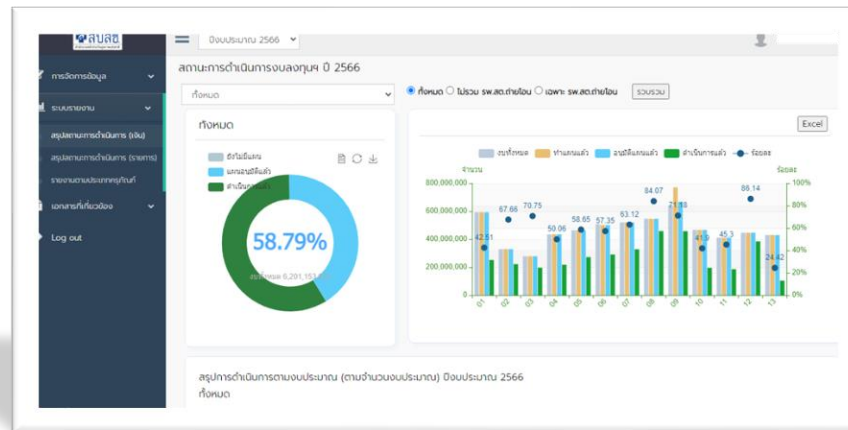 สบสช
ปีงบประมาณ 2566
การจัดการข้อมูล
ระบบรายงาน
สรุปสถานะการดำเนินการ (เงิน)
สรุปสถานะการดำเนินการ (รายการ)
รายงานตามประเภทครุภัณฑ์
เอกสารที่เกี่ยวข้อง
Log out
สถานะการดำเนินการงบลงทุนฯ ปี 2566
ทั้งหมด
ทั้งหมด ไม่รวม รพ.สต.ถ่ายโอน เฉพาะ รพ.สต.ถ่ายโอน รวบรวม
ทั้งหมด
ยังไม่มีแผน
แผนอนุมัติแล้ว
ดำเนินการแล้ว
58.79%
Excel
งบทั้งหมด ทำแผนแล้ว อนุมัติแผนแล้ว ดำเนินการแล้ว ร้อยละ
จำนวน ร้อยละ
800,000,000 100%
80%
600,000,000
60%
400,000,000
40%
200,000,000
20%
0 0%
42.51 67.66 70.75 50.06 58.65 57.35 63.12 84.07 41.9 45.3 86.14 24.42
01 02 03 04 05 06 07 08 09 10 11 12 13
สรุปการดำเนินการตามงบประมาณ (ตามจำนวนงบประมาณ) ปีงบประมาณ 2566
ทั้งหมด